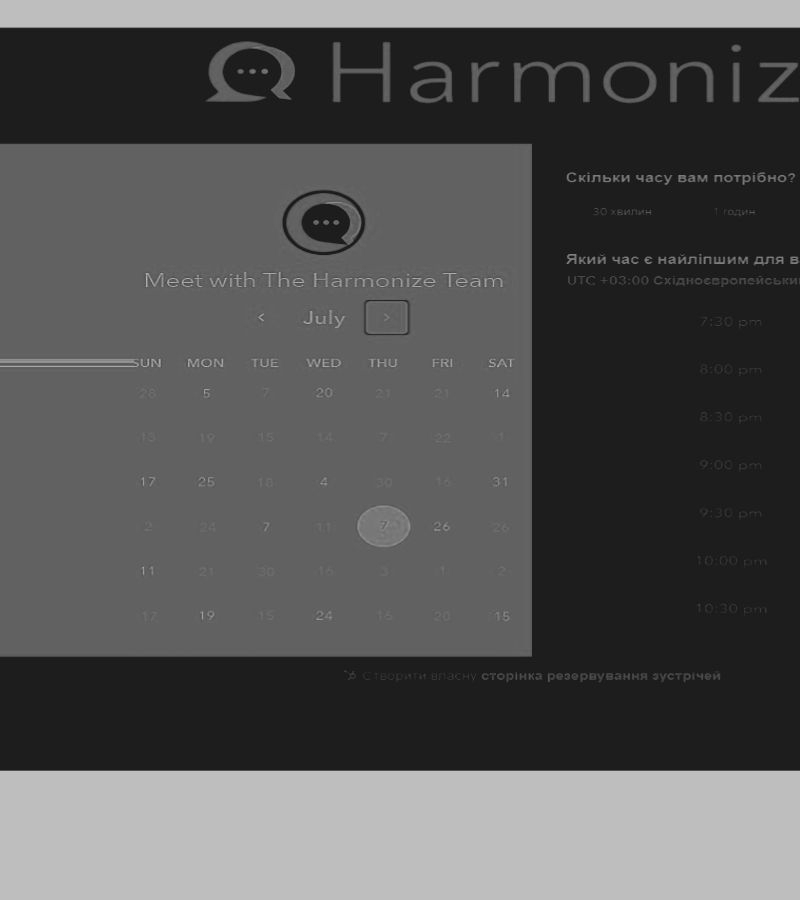 Harmoniz
Meet with The Harmonize Team
July
SUN MON TUE WED THU FRI SAT
28 5 7 20 21 21 14
13 19 15 14 7 22 1
17 25 18 4 30 16 31
2 24 7 11 7 26 26
11 21 30 16 3 1 2
17 19 15 24 16 20 15
Скільки часу вам потрібно?
30 хвилин 1 годин
Який час є найліпшим для в
UTC +03:00 Східноєвропейськи
7:30 pm
8:00 pm
8:30 pm
9:00 pm
9:30 pm
10:00 pm
10:30 pm
Створити власну сторінка резервування зустрічей